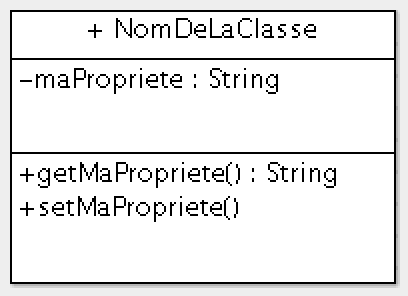 + NomDeLaClasse
-maPropriete : String
+getMaPropriete() : String
+setMaPropriete()